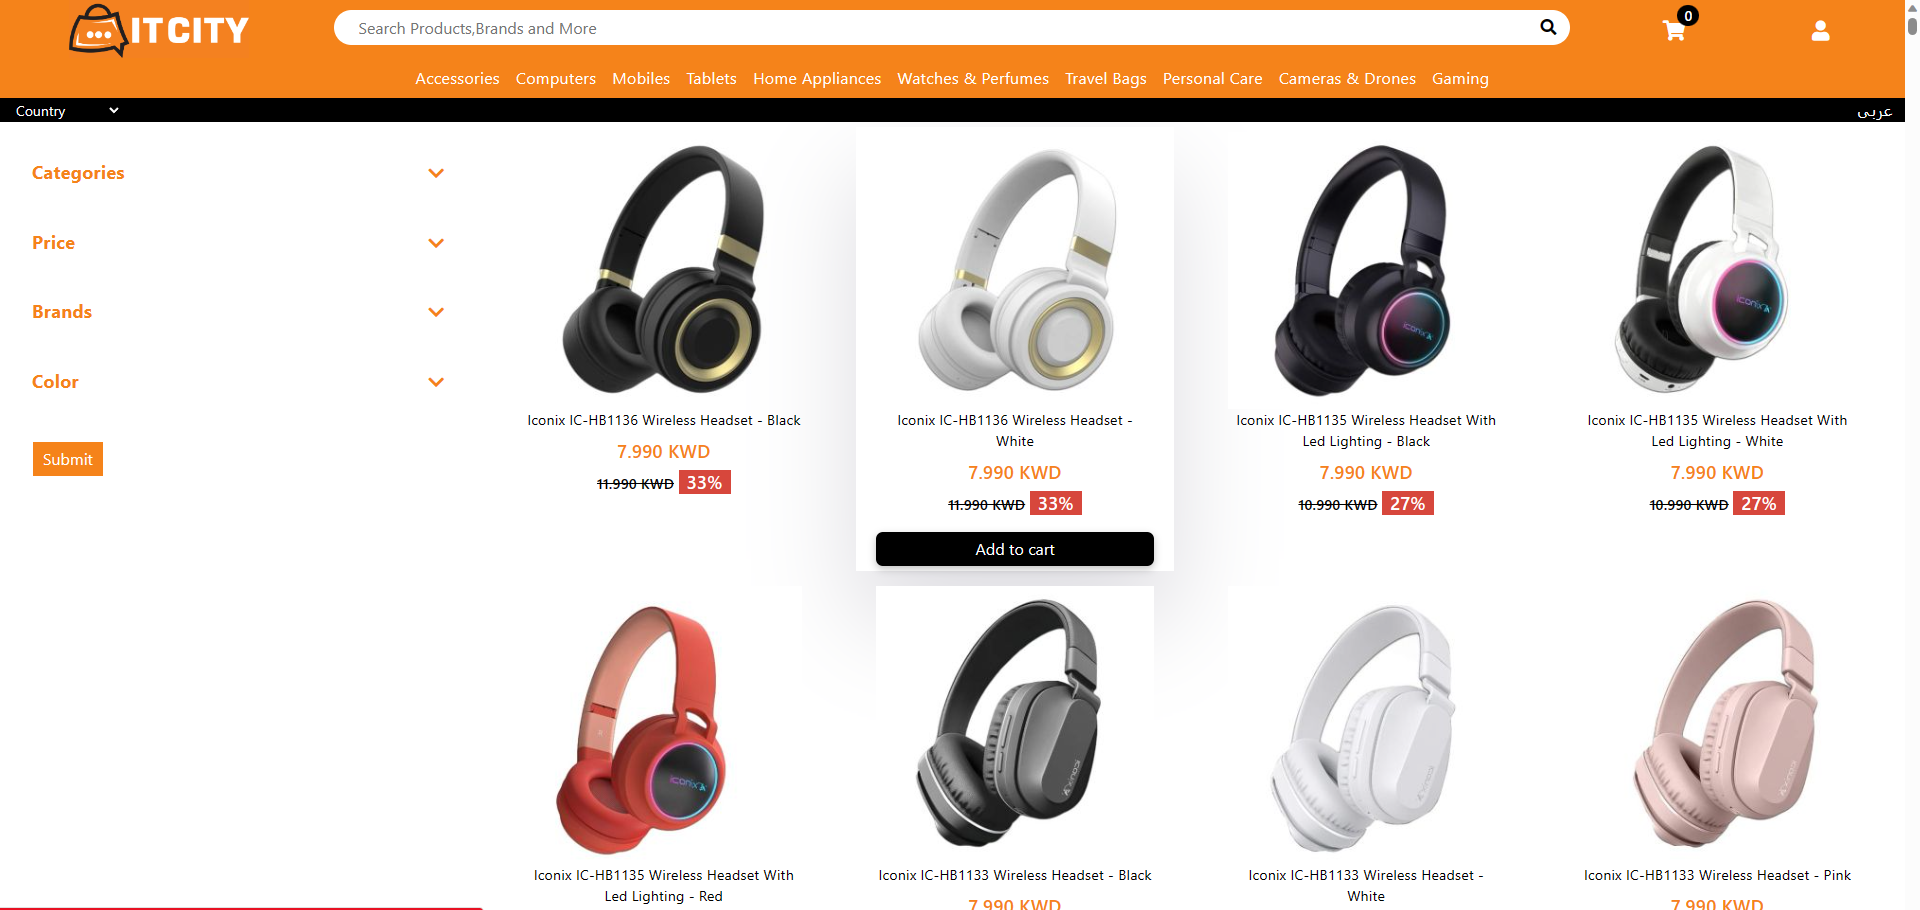 ITCITY
Search Products,Brands and More
0
Accessories Computers Mobiles Tablets Home Appliances Watches & Perfumes Travel Bags Personal Care Cameras & Drones Gaming
Country
عربى
Categories
Price
Brands
Color
Submit
iconix
iconix
Iconix IC-HB1136 Wireless Headset - Black
7.990 KWD
11.990 KWD 33%
Iconix IC-HB1136 Wireless Headset -
White
7.990 KWD
11.990 KWD 33%
Add to cart
Iconix IC-HB1135 Wireless Headset With
Led Lighting - Black
7.990 KWD
10.990 KWD 27%
Iconix IC-HB1135 Wireless Headset With
Led Lighting - White
7.990 KWD
10.990 KWD 27%
iconix
iconix
iconix
iconix
Iconix IC-HB1135 Wireless Headset With
Led Lighting - Red
Iconix IC-HB1133 Wireless Headset - Black
7.990 KWD
Iconix IC-HB1133 Wireless Headset -
White
Iconix IC-HB1133 Wireless Headset - Pink
7.990 KWD